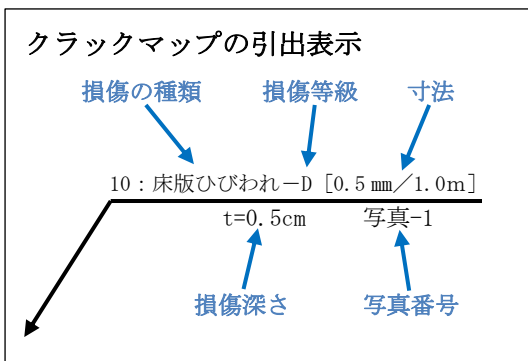 クラックマップの引出表示
損傷の種類 損傷等級 寸法
10：床版ひびわれ－D［0.5㎜／1.0ｍ］
t=0.5cm 写真-1
損傷深さ 写真番号